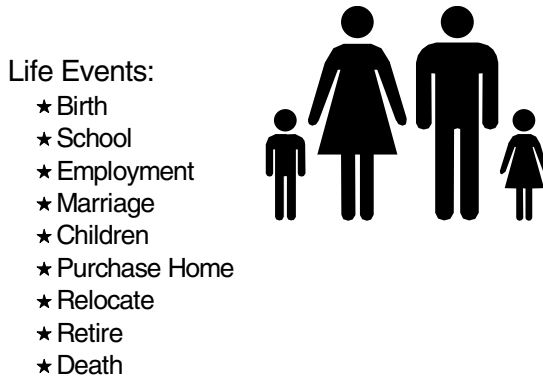 Life Events:
★ Birth
★ School
★ Employment
★ Marriage
★ Children
★ Purchase Home
★ Relocate
★ Retire
★ Death